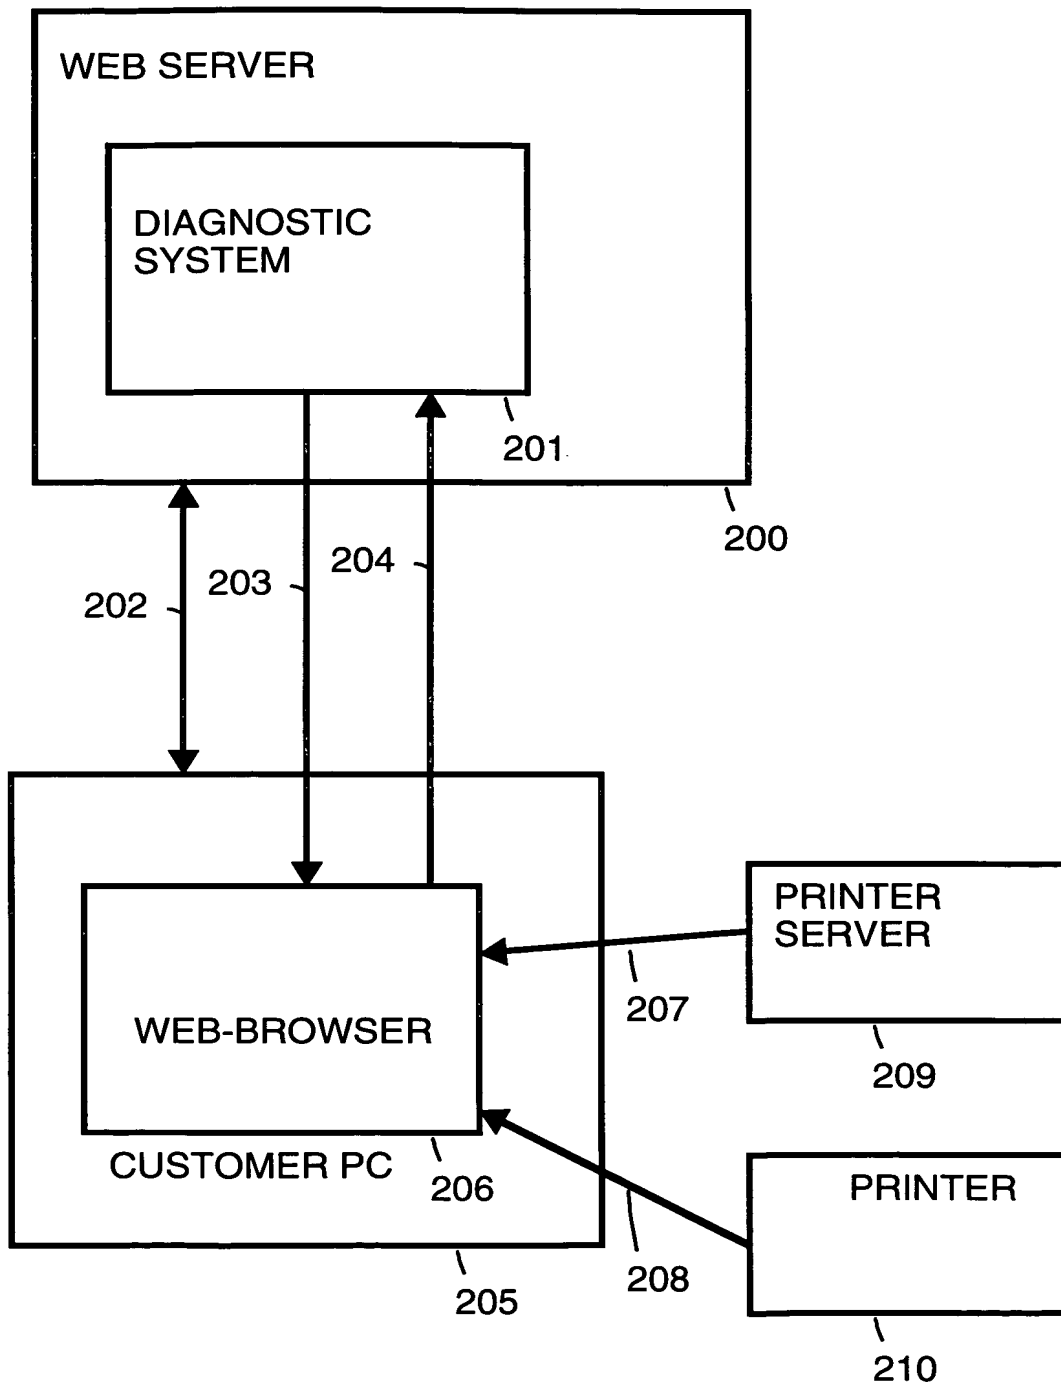 WEB SERVER
DIAGNOSTIC
SYSTEM
201
200
204
203
202
PRINTER
SERVER
207
WEB-BROWSER
209
CUSTOMER PC
206
PRINTER
208
205
210